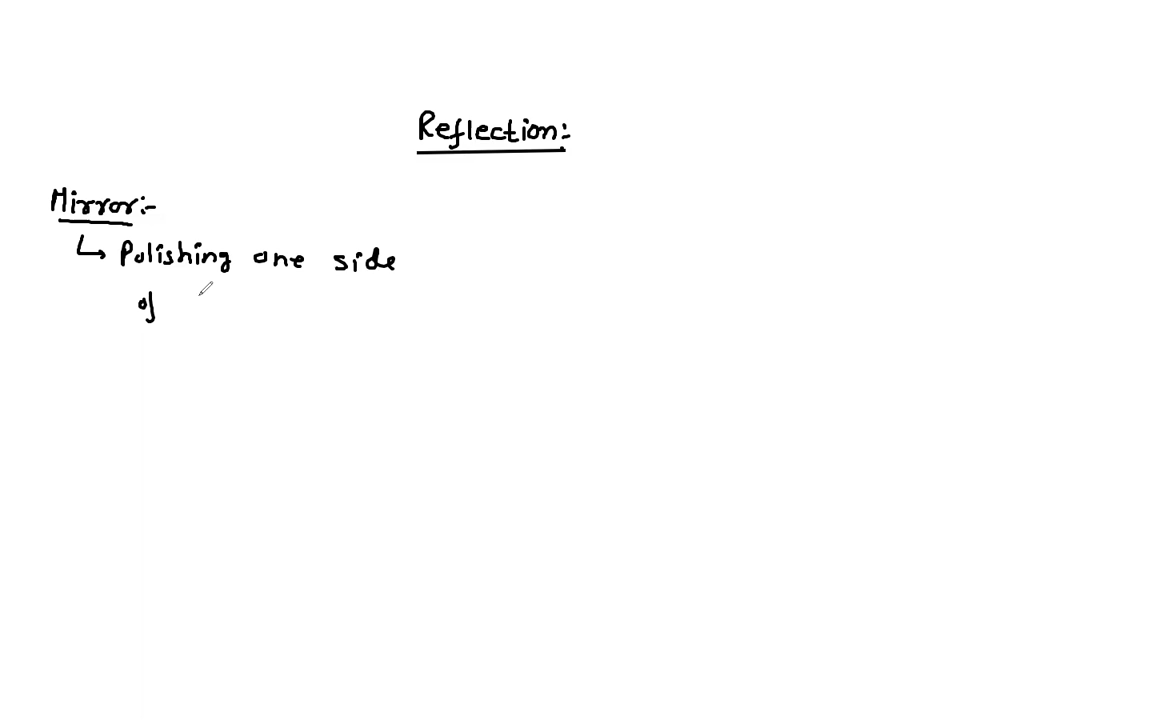 Reflection:-
Mirror:-
↳ Polishing one side
of